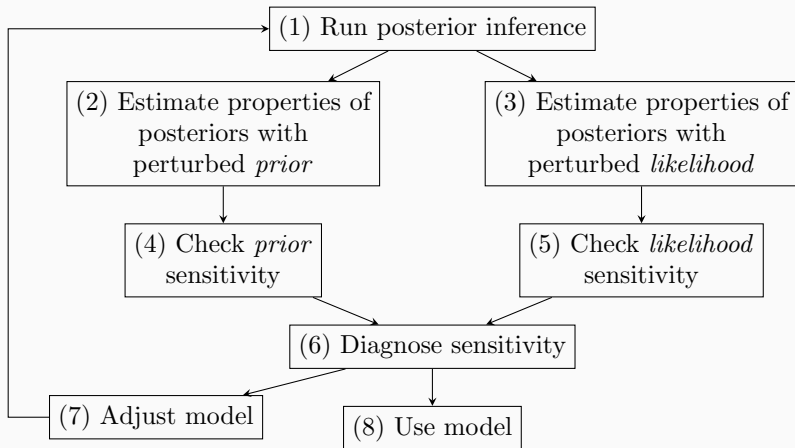 (1) Run posterior inference
(2) Estimate properties of
posteriors with
perturbed prior
(3) Estimate properties of
posteriors with
perturbed likelihood
(4) Check prior
sensitivity
(5) Check likelihood
sensitivity
(6) Diagnose sensitivity
(7) Adjust model
(8) Use model